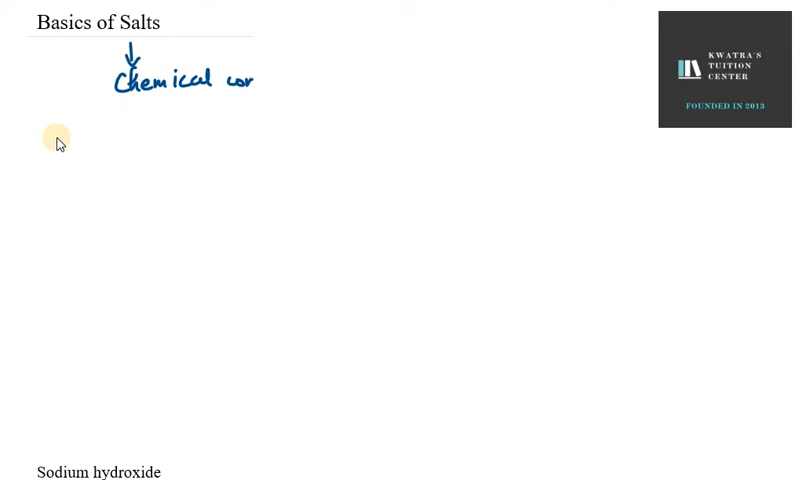 Basics of Salts
Chemical cor
KWATRA'S
TUITION
CENTER
FOUNDED IN 2013
Sodium hydroxide